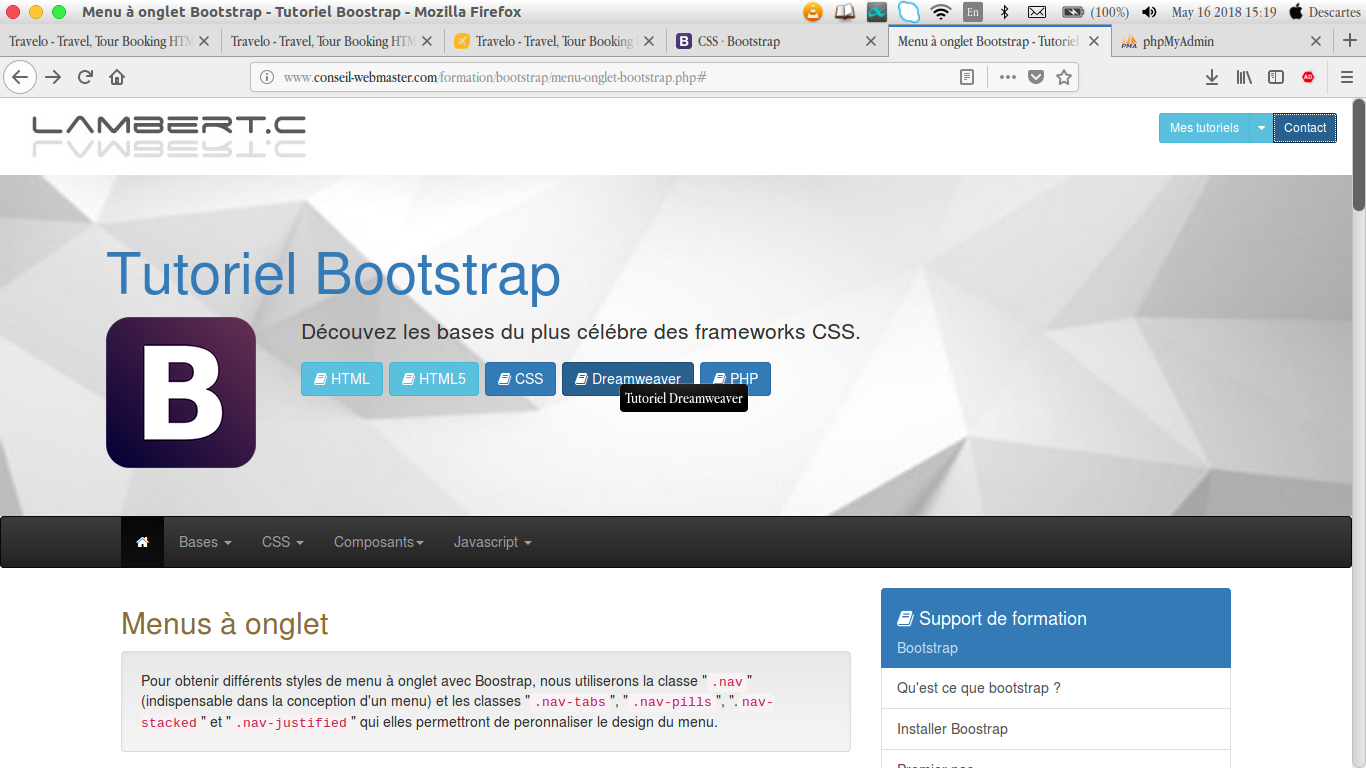 Menu à onglet Bootstrap - Tutoriel Boostrap - Mozilla Firefox
En (100%) May 16 2018 15:19 Descartes
Travelo - Travel, Tour Booking HTM
Travelo - Travel, Tour Booking HTM
Travelo - Travel, Tour Booking
CSS · Bootstrap
Menu à onglet Bootstrap - Tutoriel
phpMyAdmin
www.conseil-webmaster.com/formation/bootstrap/menu-onglet-bootstrap.php#
LAMBERT.C
Mes tutoriels
Contact
Tutoriel Bootstrap
B
Découvez les bases du plus célébre des frameworks CSS.
HTML HTML5 CSS Dreamweaver PHP
Tutoriel Dreamweaver
Bases CSS Composants Javascript
Menus à onglet
Pour obtenir différents styles de menu à onglet avec Boostrap, nous utiliserons la classe " .nav "
(indispensable dans la conception d'un menu) et les classes " .nav-tabs ", " .nav-pills ", ". nav-
stacked " et " .nav-justified " qui elles permettront de peronnaliser le design du menu.
Support de formation
Bootstrap
Qu'est ce que bootstrap ?
Installer Boostrap
Premier pas